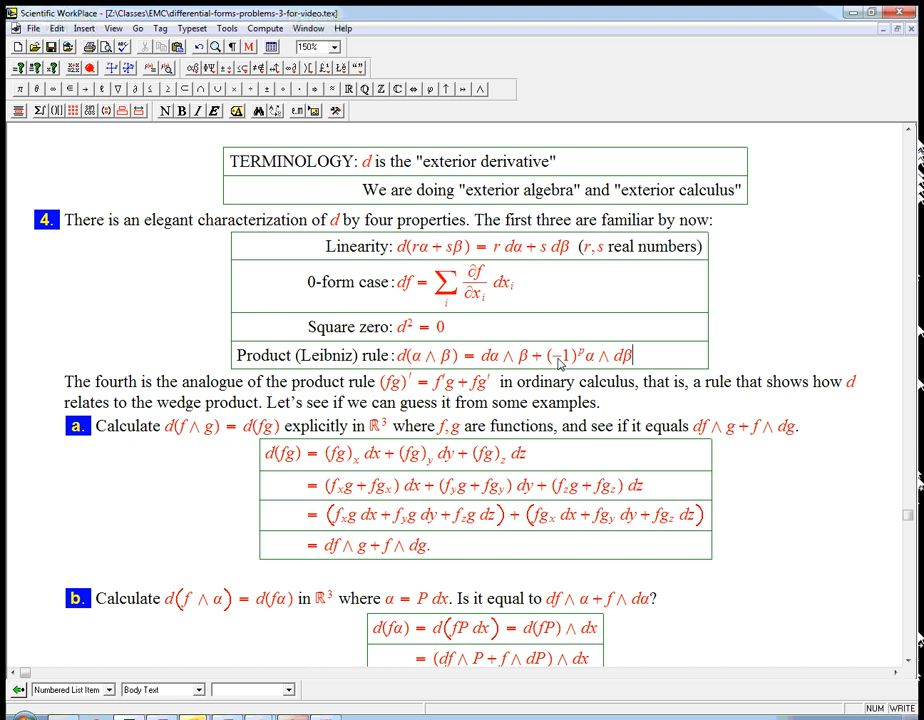 Scientific WorkPlace - [Z:\Classes\EMC\differential-forms-problems-3-for-video.tex]
File Edit Insert View Go Tag Typeset Tools Compute Window Help
150%
TERMINOLOGY: d is the "exterior derivative"
We are doing "exterior algebra" and "exterior calculus"
4. There is an elegant characterization of d by four properties. The first three are familiar by now:
Linearity: d(rα + sβ) = r dα + s dβ (r, s real numbers)
0-form case: df = ∑_i ∂f/∂x_i dx_i
Square zero: d² = 0
Product (Leibniz) rule: d(α ∧ β) = dα ∧ β + (−1)^p α ∧ dβ
The fourth is the analogue of the product rule (fg)′ = f′g + fg′ in ordinary calculus, that is, a rule that shows how d
relates to the wedge product. Let's see if we can guess it from some examples.
a. Calculate d(f ∧ g) = d(fg) explicitly in ℝ³ where f, g are functions, and see if it equals df ∧ g + f ∧ dg.
d(fg) = (fg)_x dx + (fg)_y dy + (fg)_z dz
= (f_x g + fg_x) dx + (f_y g + fg_y) dy + (f_z g + fg_z) dz
= (f_x g dx + f_y g dy + f_z g dz) + (fg_x dx + fg_y dy + fg_z dz)
= df ∧ g + f ∧ dg.
b. Calculate d(f ∧ α) = d(fα) in ℝ³ where α = P dx. Is it equal to df ∧ α + f ∧ dα?
d(fα) = d(fP dx) = d(fP) ∧ dx
= (df ∧ P + f ∧ dP) ∧ dx
Numbered List Item Body Text
NUM WORD